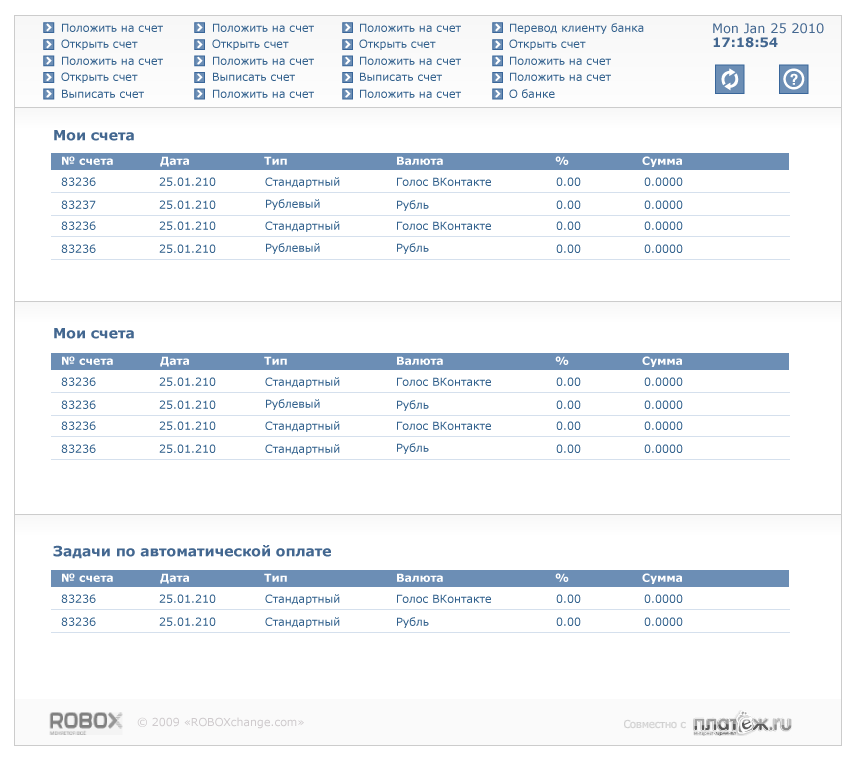 Положить на счет Положить на счет Положить на счет Перевод клиенту банка Mon Jan 25 2010
Открыть счет Открыть счет Открыть счет Открыть счет 17:18:54
Положить на счет Положить на счет Положить на счет Положить на счет
Открыть счет Выписать счет Выписать счет Положить на счет
Выписать счет Положить на счет Положить на счет О банке
Мои счета
№ счета Дата Тип Валюта % Сумма
83236 25.01.210 Стандартный Голос ВКонтакте 0.00 0.0000
83237 25.01.210 Рублевый Рубль 0.00 0.0000
83236 25.01.210 Стандартный Голос ВКонтакте 0.00 0.0000
83236 25.01.210 Рублевый Рубль 0.00 0.0000
Мои счета
№ счета Дата Тип Валюта % Сумма
83236 25.01.210 Стандартный Голос ВКонтакте 0.00 0.0000
83236 25.01.210 Рублевый Рубль 0.00 0.0000
83236 25.01.210 Стандартный Голос ВКонтакте 0.00 0.0000
83236 25.01.210 Стандартный Рубль 0.00 0.0000
Задачи по автоматической оплате
№ счета Дата Тип Валюта % Сумма
83236 25.01.210 Стандартный Голос ВКонтакте 0.00 0.0000
83236 25.01.210 Стандартный Рубль 0.00 0.0000
ROBOX © 2009 «ROBOXchange.com» Совместно с платёж.ru